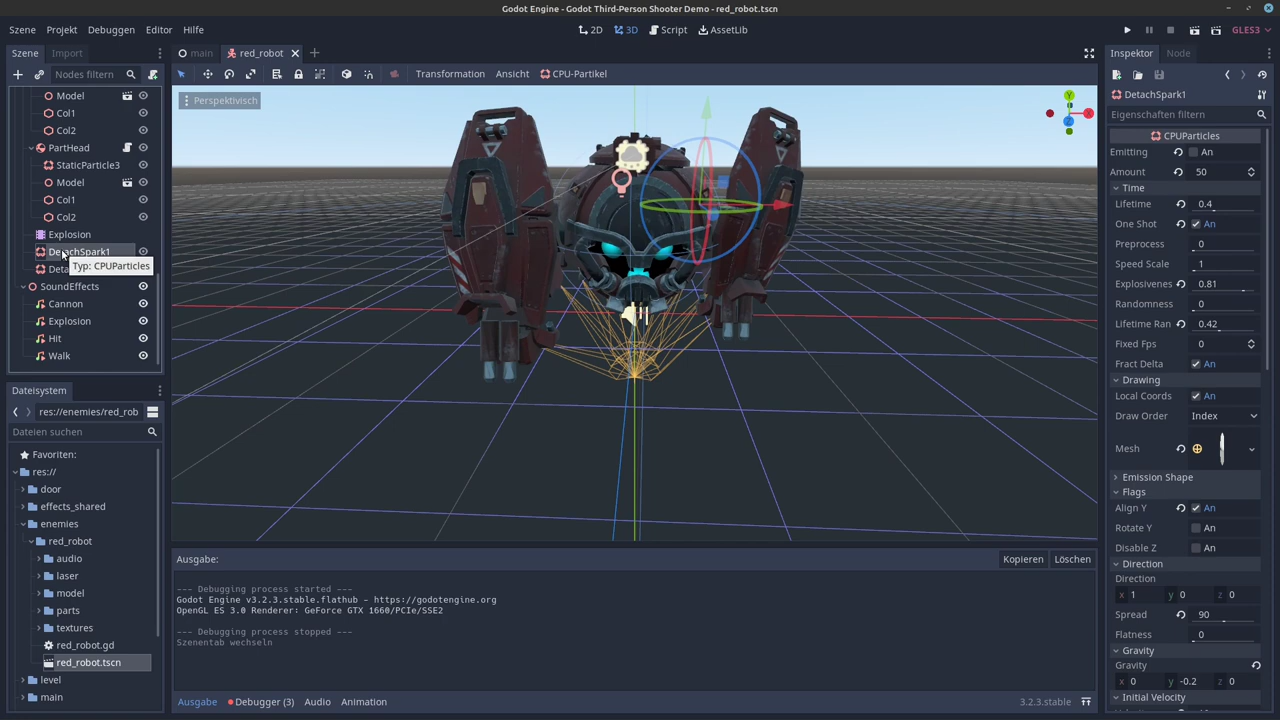 Godot Engine - Godot Third-Person Shooter Demo - red_robot.tscn
Szene Projekt Debuggen Editor Hilfe
2D 3D Script AssetLib
GLES3
Szene Import
main red_robot
Inspektor Node
Nodes filtern
Transformation Ansicht CPU-Partikel
Perspektivisch
Model
Col1
Col2
PartHead
StaticParticle3
Model
Col1
Col2
Explosion
DetachSpark1
Deta
Typ: CPUParticles
SoundEffects
Cannon
Explosion
Hit
Walk
Dateisystem
res://enemies/red_rob
Dateien suchen
Favoriten:
res://
door
effects_shared
enemies
red_robot
audio
laser
model
parts
textures
red_robot.gd
red_robot.tscn
level
main
Ausgabe:
Kopieren Löschen
--- Debugging process started ---
Godot Engine v3.2.3.stable.flathub - https://godotengine.org
OpenGL ES 3.0 Renderer: GeForce GTX 1660/PCIe/SSE2
--- Debugging process stopped ---
Szenentab wechseln
Ausgabe Debugger (3) Audio Animation
3.2.3.stable
DetachSpark1
Eigenschaften filtern
CPUParticles
Emitting An
Amount 50
Time
Lifetime 0.4
One Shot An
Preprocess 0
Speed Scale 1
Explosivenes 0.81
Randomness 0
Lifetime Ran 0.42
Fixed Fps 0
Fract Delta An
Drawing
Local Coords An
Draw Order Index
Mesh
Emission Shape
Flags
Align Y An
Rotate Y An
Disable Z An
Direction
Direction
x 1 y 0 z 0
Spread 90
Flatness 0
Gravity
Gravity
x 0 y -0.2 z 0
Initial Velocity